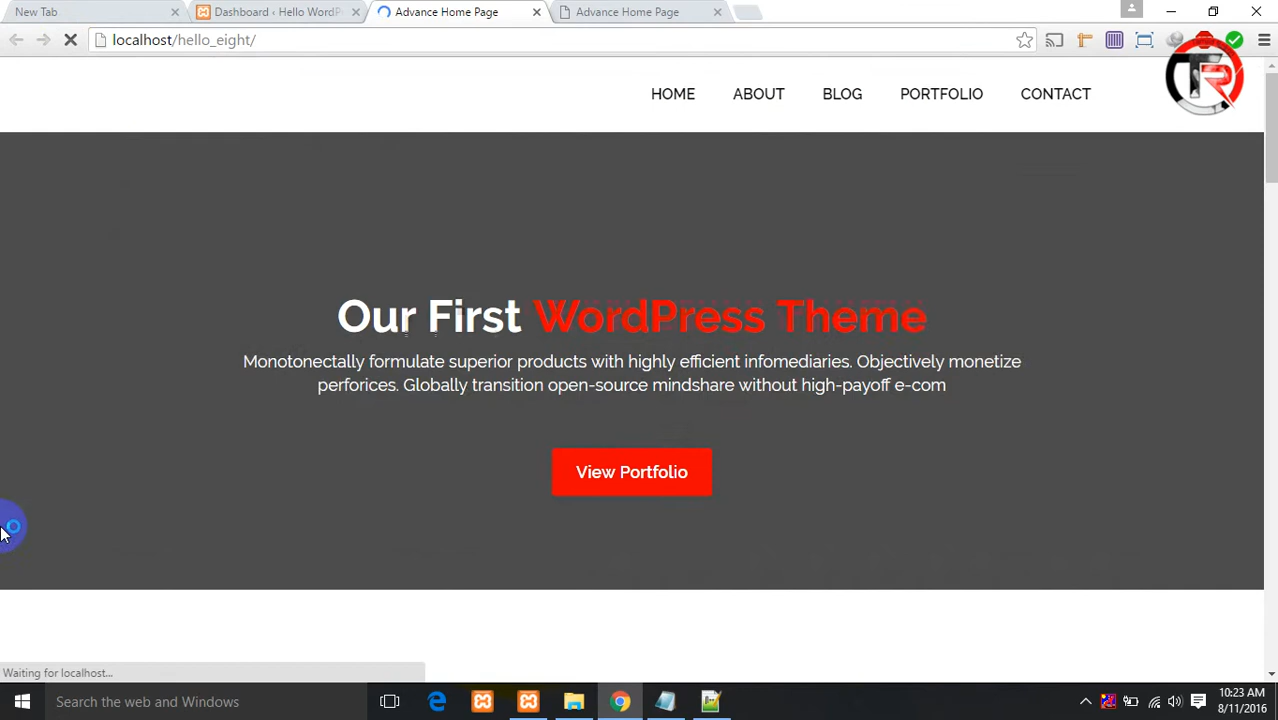 New Tab
Dashboard ‹ Hello WordP
Advance Home Page
Advance Home Page
localhost/hello_eight/
TR
HOME
ABOUT
BLOG
PORTFOLIO
CONTACT
Our First WordPress Theme
Monotonectally formulate superior products with highly efficient infomediaries. Objectively monetize
perforices. Globally transition open-source mindshare without high-payoff e-com
View Portfolio
Waiting for localhost...
Search the web and Windows
10:23 AM
8/11/2016